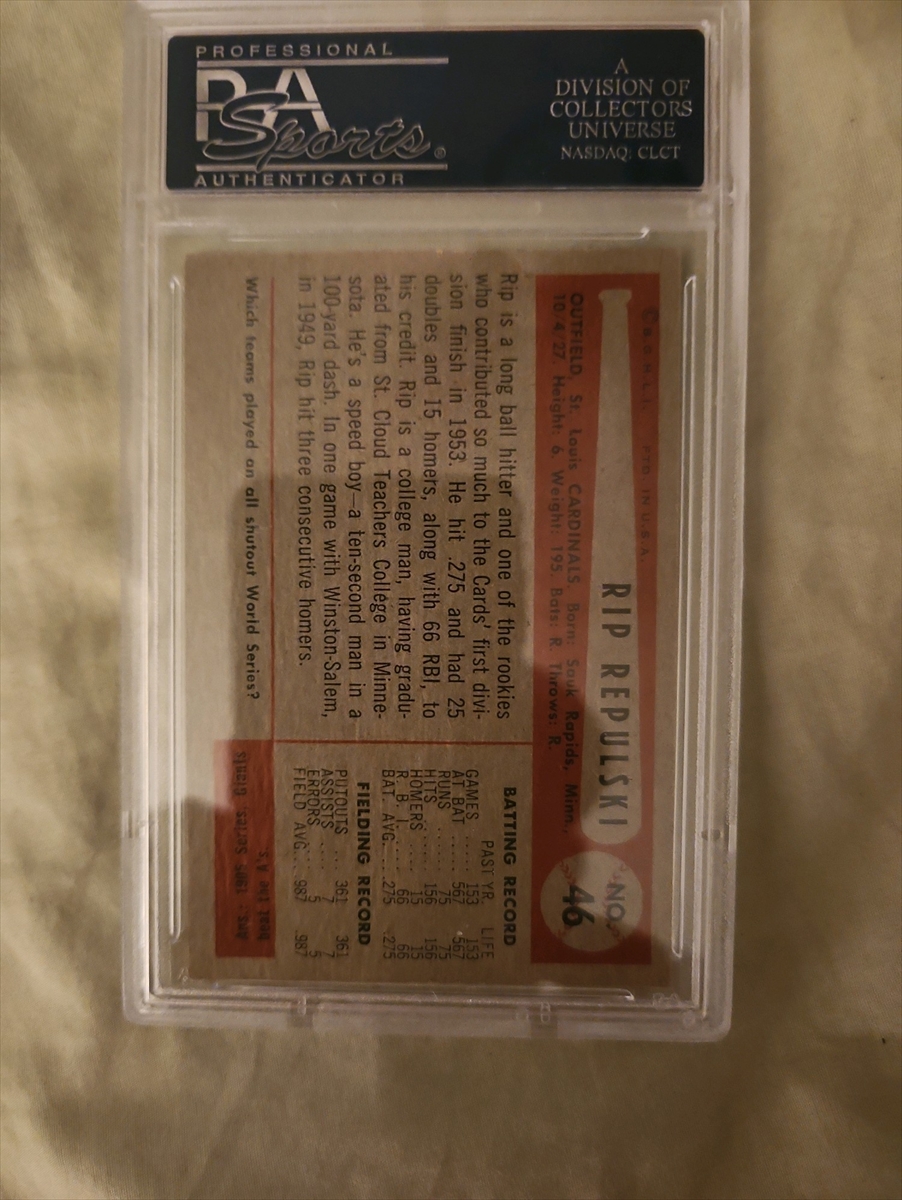 PROFESSIONAL
PSA
Sports®
AUTHENTICATOR
A
DIVISION OF
COLLECTORS
UNIVERSE
NASDAQ: CLCT
© B.G.H.L.I. PTD. IN U.S.A.
RIP REPULSKI
NO.
46
OUTFIELD, St. Louis CARDINALS. Born: Sauk Rapids, Minn.,
10/4/27 Height: 6. Weight: 195. Bats: R. Throws: R.
Rip is a long ball hitter and one of the rookies
who contributed so much to the Cards' first divi-
sion finish in 1953. He hit .275 and had 25
doubles and 15 homers, along with 66 RBI, to
his credit. Rip is a college man, having gradu-
ated from St. Cloud Teachers College in Minne-
sota. He's a speed boy—a ten-second man in a
100-yard dash. In one game with Winston-Salem,
in 1949, Rip hit three consecutive homers.
BATTING RECORD
PAST YR. LIFE
GAMES ..... 153 153
AT BAT ..... 567 567
RUNS ..... 75 75
HITS ..... 156 156
HOMERS ..... 15 15
R. B. I. ..... 66 66
BAT. AVG. ... .275 .275
FIELDING RECORD
PUTOUTS ... 361 361
ASSISTS ... 7 7
ERRORS ... 5 5
FIELD AVG. ... .987 .987
Which teams played an all shutout World Series?
Ans.: 1905 Series. Giants
beat the A's